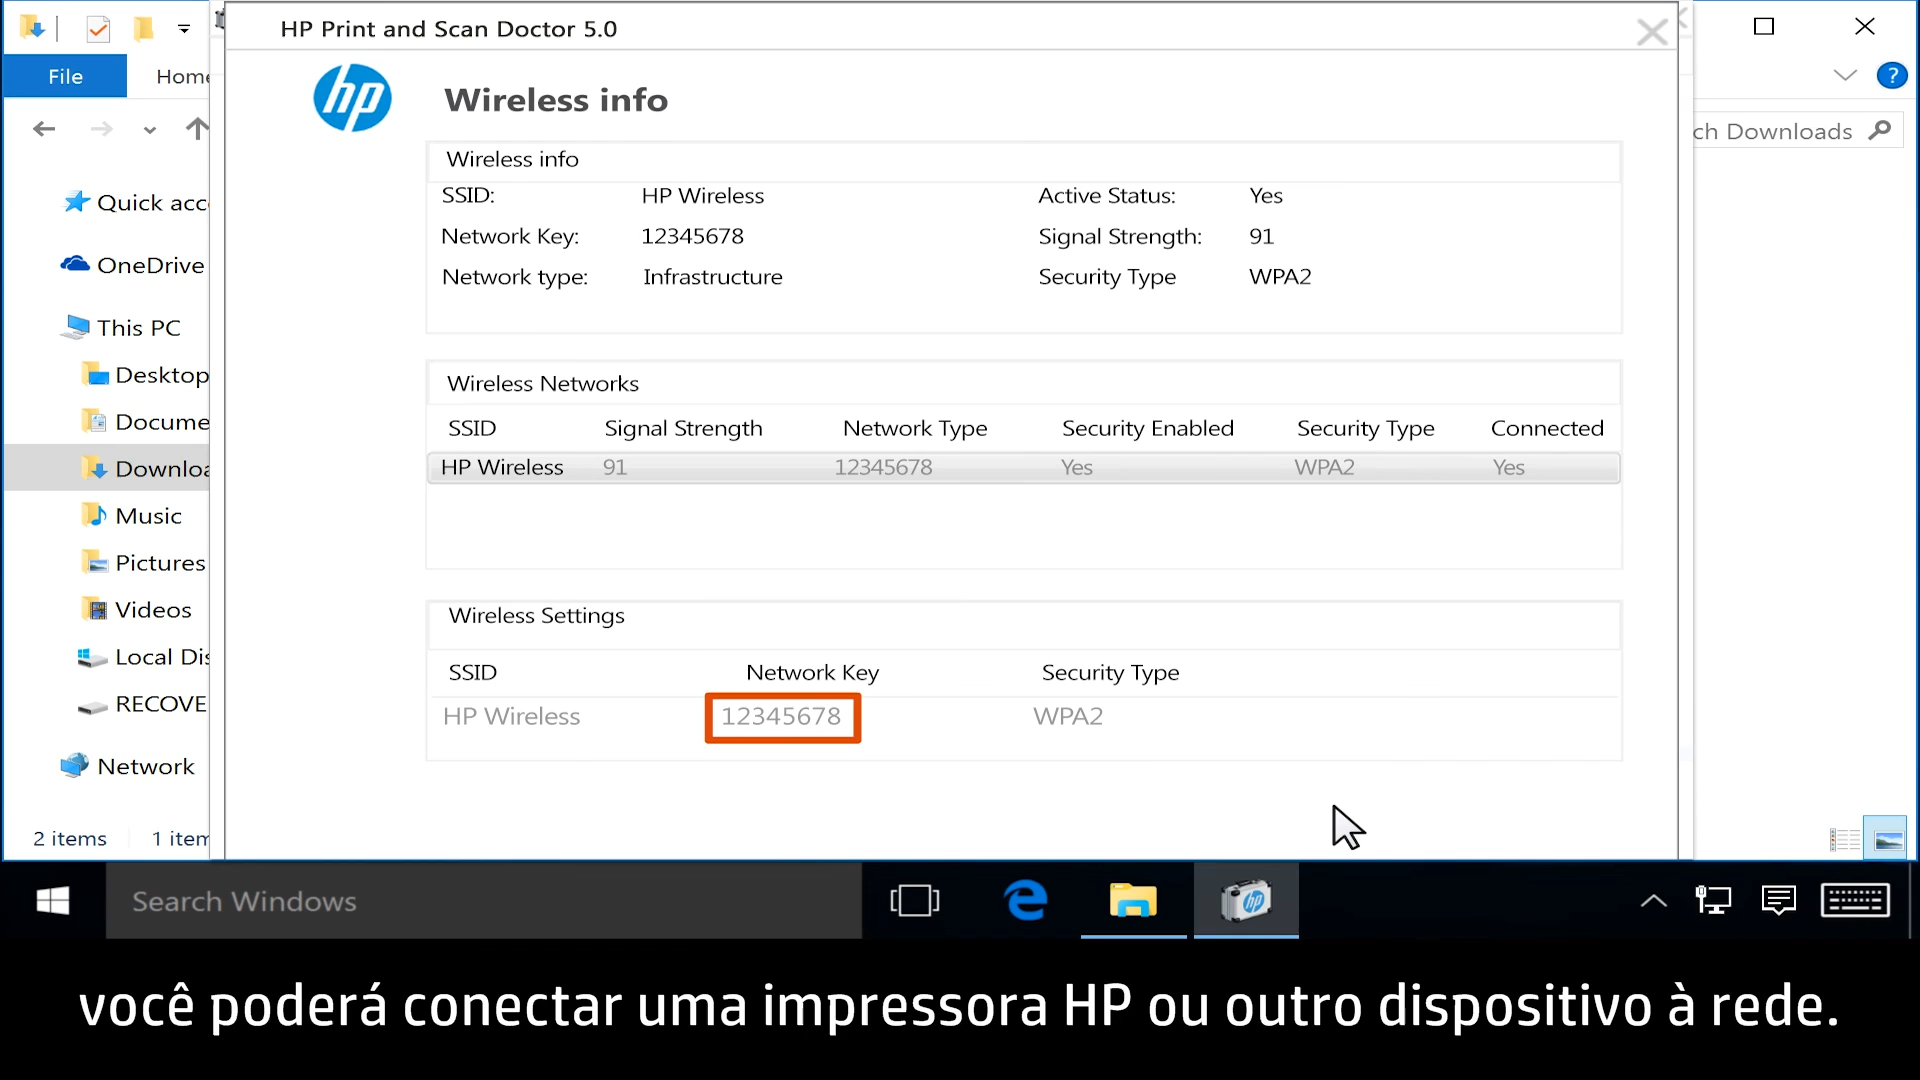 HP Print and Scan Doctor 5.0
File
Home
hp
Wireless info
ch Downloads
Wireless info
SSID: HP Wireless Active Status: Yes
Network Key: 12345678 Signal Strength: 91
Network type: Infrastructure Security Type WPA2
Quick acc
OneDrive
This PC
Desktop
Docume
Downloa
Music
Pictures
Videos
Local Dis
RECOVE
Network
Wireless Networks
SSID Signal Strength Network Type Security Enabled Security Type Connected
HP Wireless 91 12345678 Yes WPA2 Yes
Wireless Settings
SSID Network Key Security Type
HP Wireless 12345678 WPA2
2 items 1 item
Search Windows
você poderá conectar uma impressora HP ou outro dispositivo à rede.